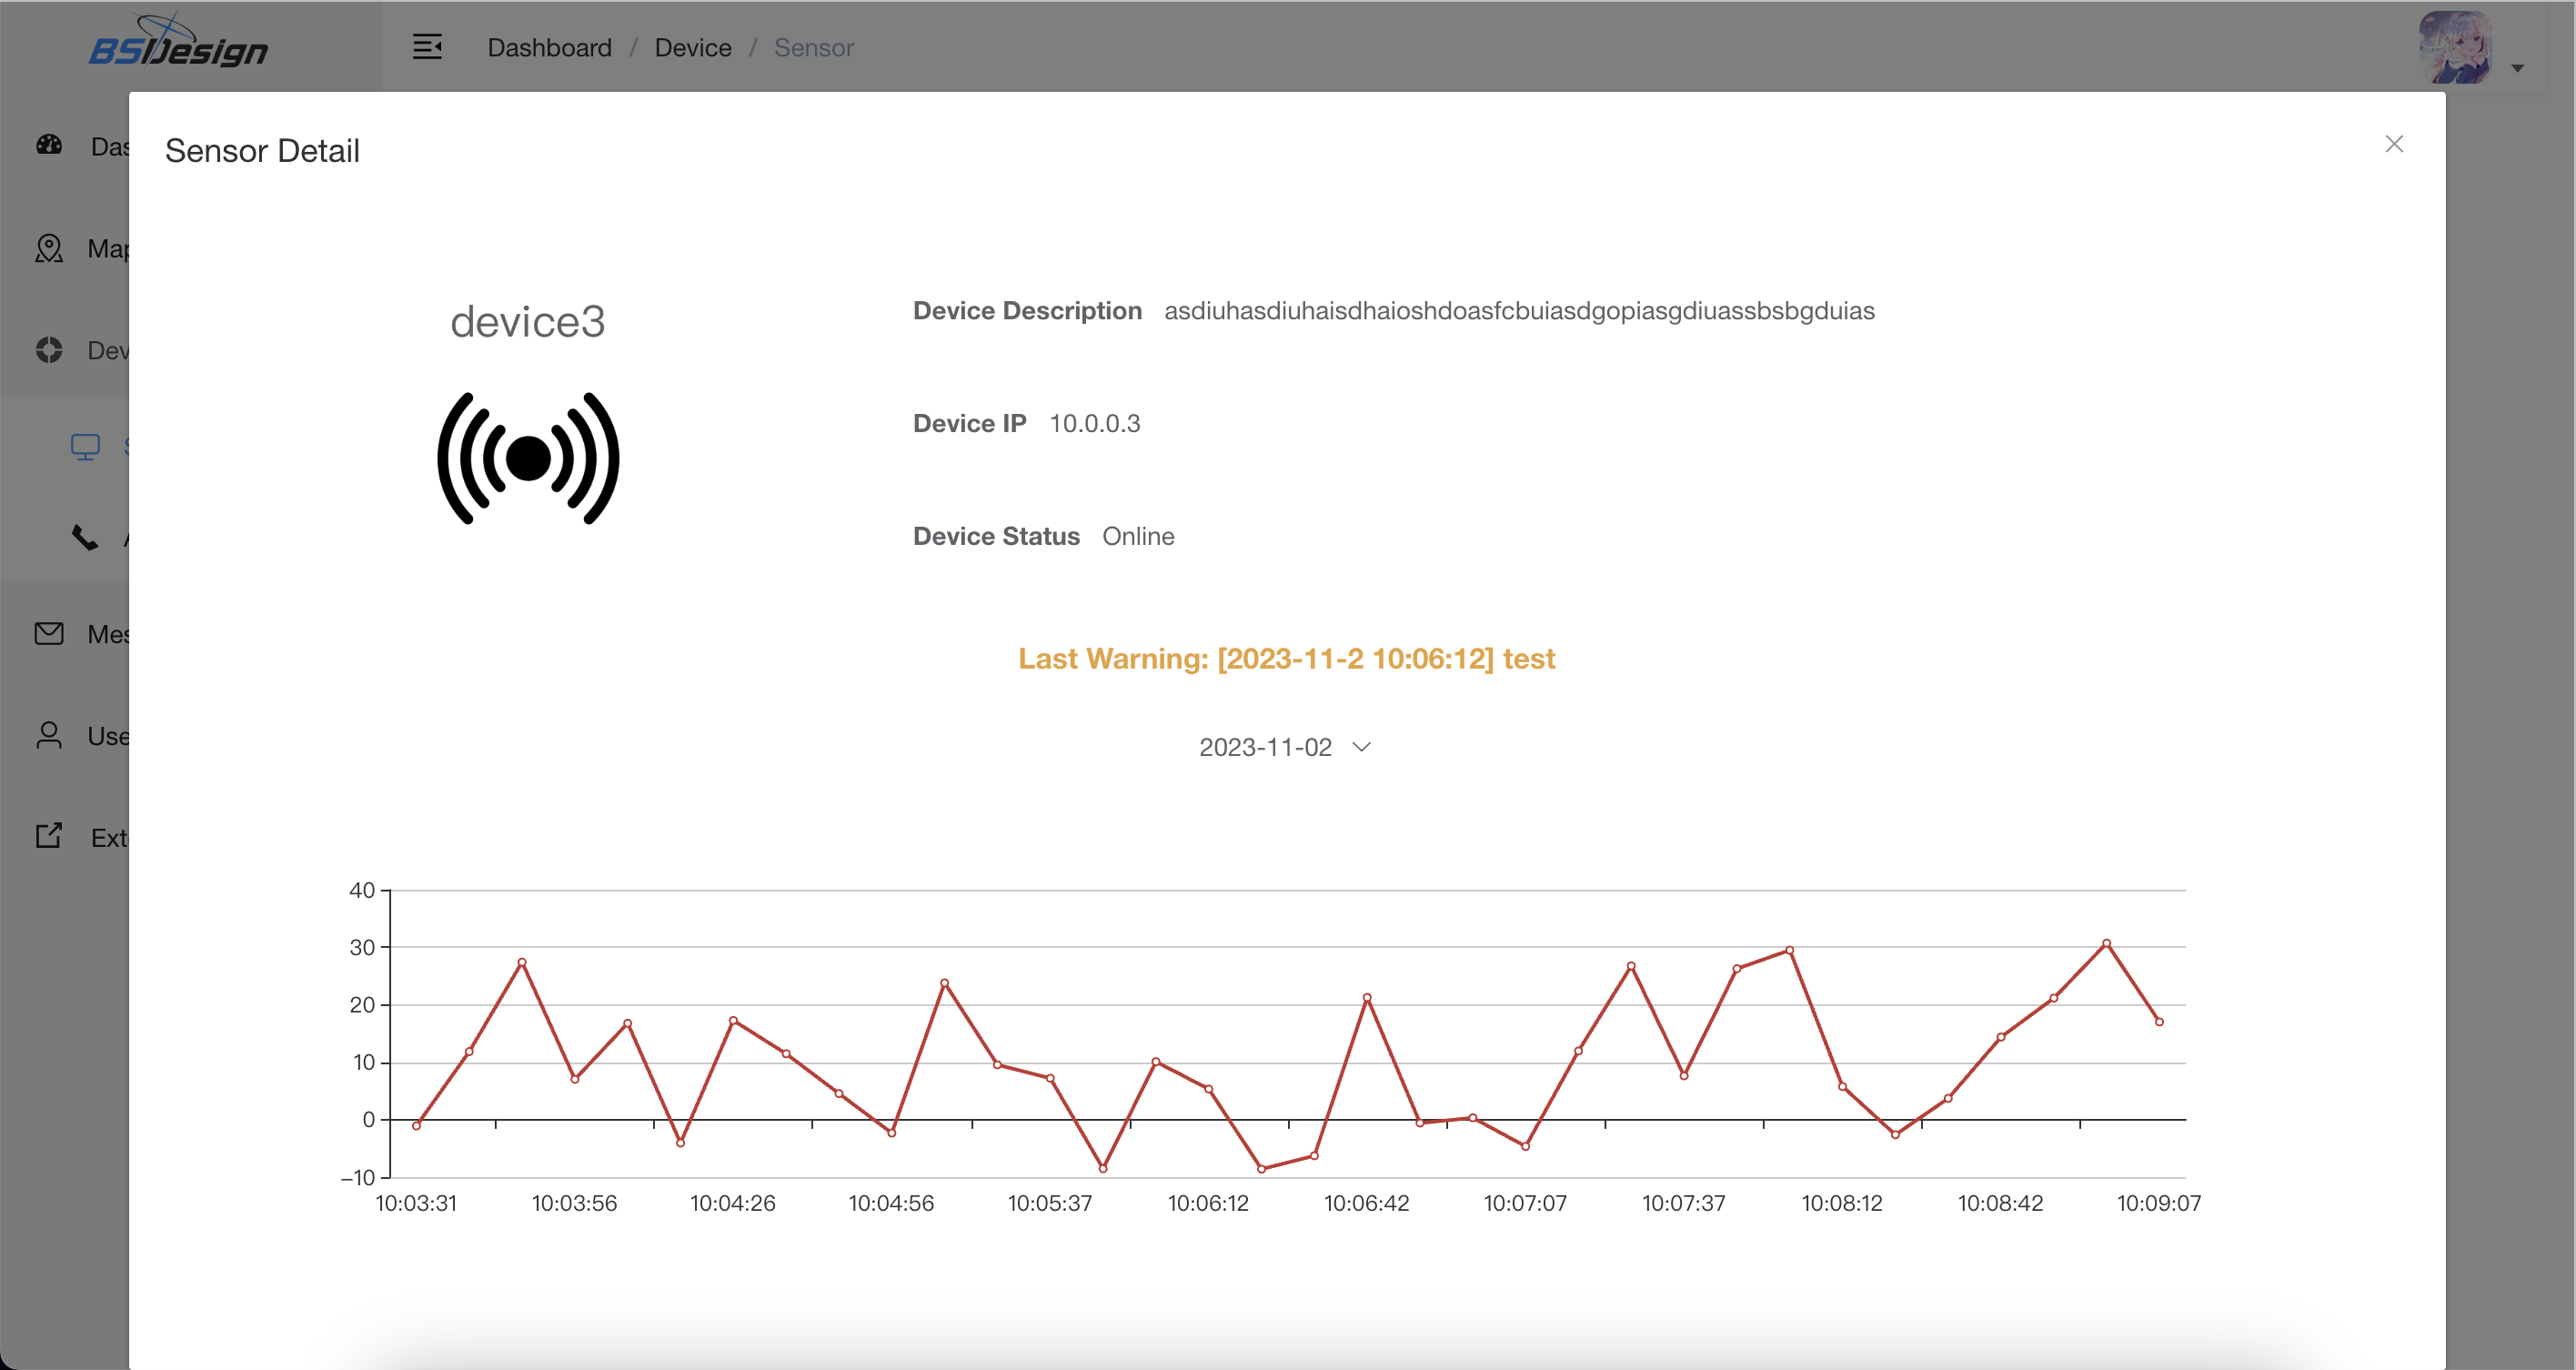 BSIDesign
Dashboard / Device / Sensor
Sensor Detail
device3
Device Description asdiuhasdiuhaisdhaioshdoasfcbuiasdgopiasgdiuassbsbgduias
Device IP 10.0.0.3
Device Status Online
Last Warning: [2023-11-2 10:06:12] test
2023-11-02
Das
Map
Dev
S
A
Mes
Use
Exte
40
30
20
10
0
−10
10:03:31 10:03:56 10:04:26 10:04:56 10:05:37 10:06:12 10:06:42 10:07:07 10:07:37 10:08:12 10:08:42 10:09:07